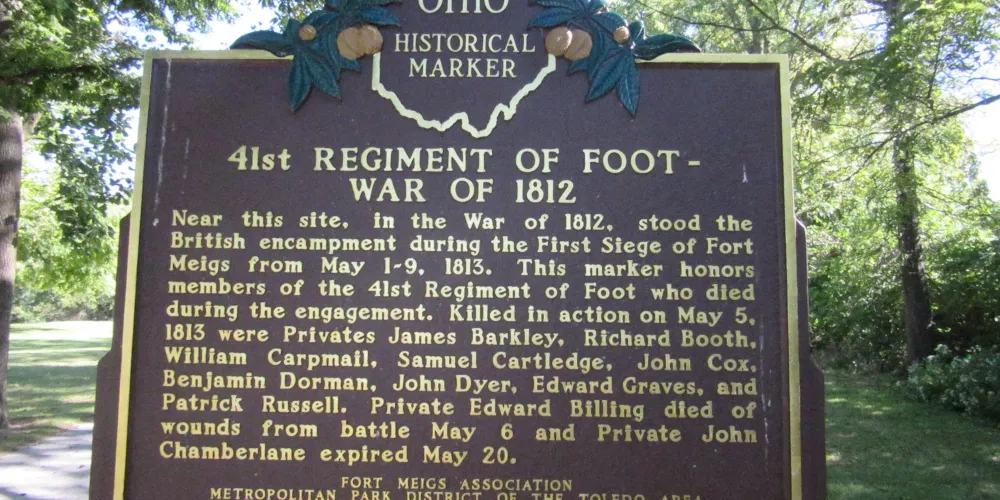 OHIO
HISTORICAL
MARKER
41st REGIMENT OF FOOT -
WAR OF 1812
Near this site, in the War of 1812, stood the
British encampment during the First Siege of Fort
Meigs from May 1-9, 1813. This marker honors
members of the 41st Regiment of Foot who died
during the engagement. Killed in action on May 5,
1813 were Privates James Barkley, Richard Booth,
William Carpmail, Samuel Cartledge, John Cox,
Benjamin Dorman, John Dyer, Edward Graves, and
Patrick Russell. Private Edward Billing died of
wounds from battle May 6 and Private John
Chamberlane expired May 20.
FORT MEIGS ASSOCIATION
METROPOLITAN PARK DISTRICT OF THE TOLEDO AREA